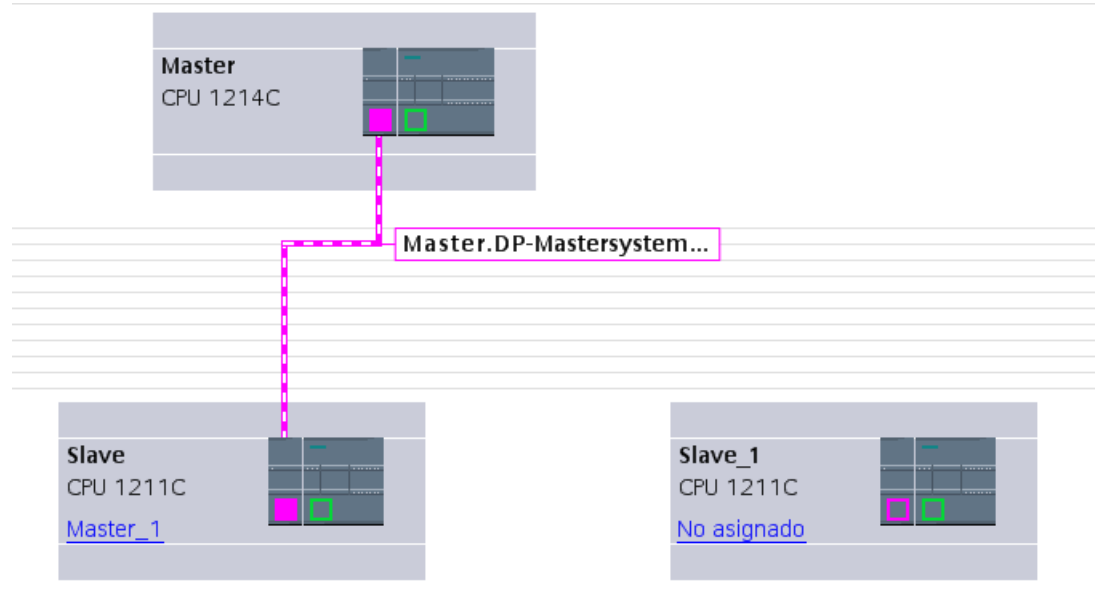 Master
CPU 1214C
Master.DP-Mastersystem...
Slave
CPU 1211C
Master_1
Slave_1
CPU 1211C
No asignado